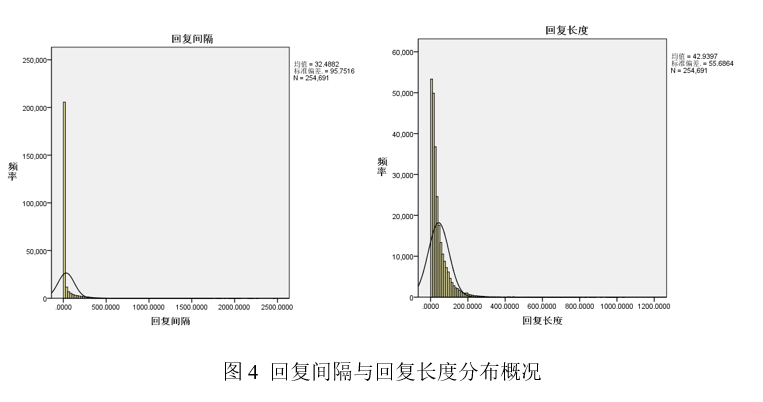 回复间隔
均值 = 32.4882
标准偏差. = 95.7516
N = 254,691
250,000
200,000
150,000
100,000
50,000
0
频率
.0000 500.0000 1000.0000 1500.0000 2000.0000 2500.0000
回复间隔
回复长度
均值 = 42.9397
标准偏差. = 55.6864
N = 254,691
60,000
50,000
40,000
30,000
20,000
10,000
0
频率
.0000 200.0000 400.0000 600.0000 800.0000 1000.0000 1200.0000
回复长度
图 4 回复间隔与回复长度分布概况